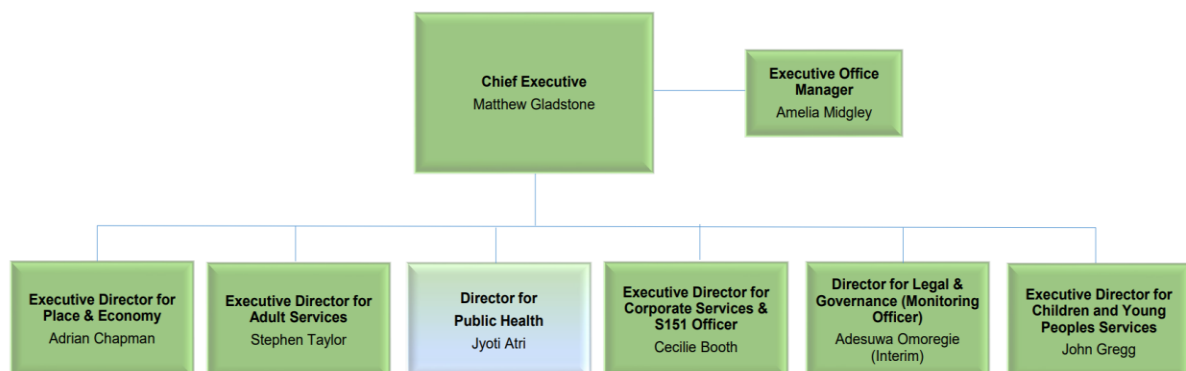 Chief Executive
Matthew Gladstone
Executive Office
Manager
Amelia Midgley
Executive Director for
Place & Economy
Adrian Chapman
Executive Director for
Adult Services
Stephen Taylor
Director for
Public Health
Jyoti Atri
Executive Director for
Corporate Services &
S151 Officer
Cecilie Booth
Director for Legal &
Governance (Monitoring
Officer)
Adesuwa Omoregie
(Interim)
Executive Director for
Children and Young
Peoples Services
John Gregg